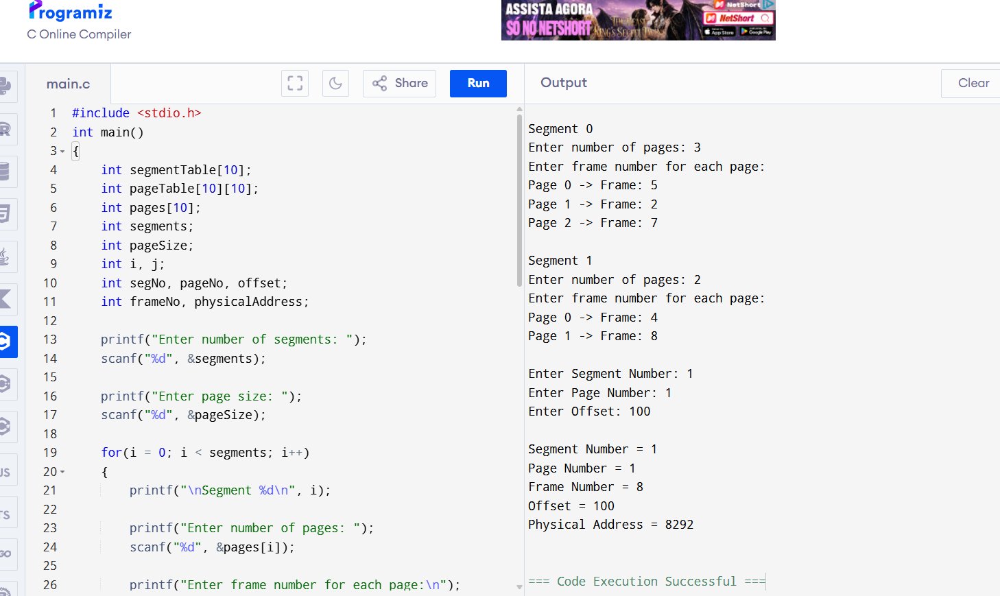 Programiz
C Online Compiler
ASSISTA AGORA
SÓ NO NETSHORT
NetShort
NetShort
App Store
Google Play
main.c
Share
Run
Output
Clear
1 #include <stdio.h>
2 int main()
3 {
4 int segmentTable[10];
5 int pageTable[10][10];
6 int pages[10];
7 int segments;
8 int pageSize;
9 int i, j;
10 int segNo, pageNo, offset;
11 int frameNo, physicalAddress;
12
13 printf("Enter number of segments: ");
14 scanf("%d", &segments);
15
16 printf("Enter page size: ");
17 scanf("%d", &pageSize);
18
19 for(i = 0; i < segments; i++)
20 {
21 printf("\nSegment %d\n", i);
22
23 printf("Enter number of pages: ");
24 scanf("%d", &pages[i]);
25
26 printf("Enter frame number for each page:\n");
Segment 0
Enter number of pages: 3
Enter frame number for each page:
Page 0 -> Frame: 5
Page 1 -> Frame: 2
Page 2 -> Frame: 7
Segment 1
Enter number of pages: 2
Enter frame number for each page:
Page 0 -> Frame: 4
Page 1 -> Frame: 8
Enter Segment Number: 1
Enter Page Number: 1
Enter Offset: 100
Segment Number = 1
Page Number = 1
Frame Number = 8
Offset = 100
Physical Address = 8292
=== Code Execution Successful ===